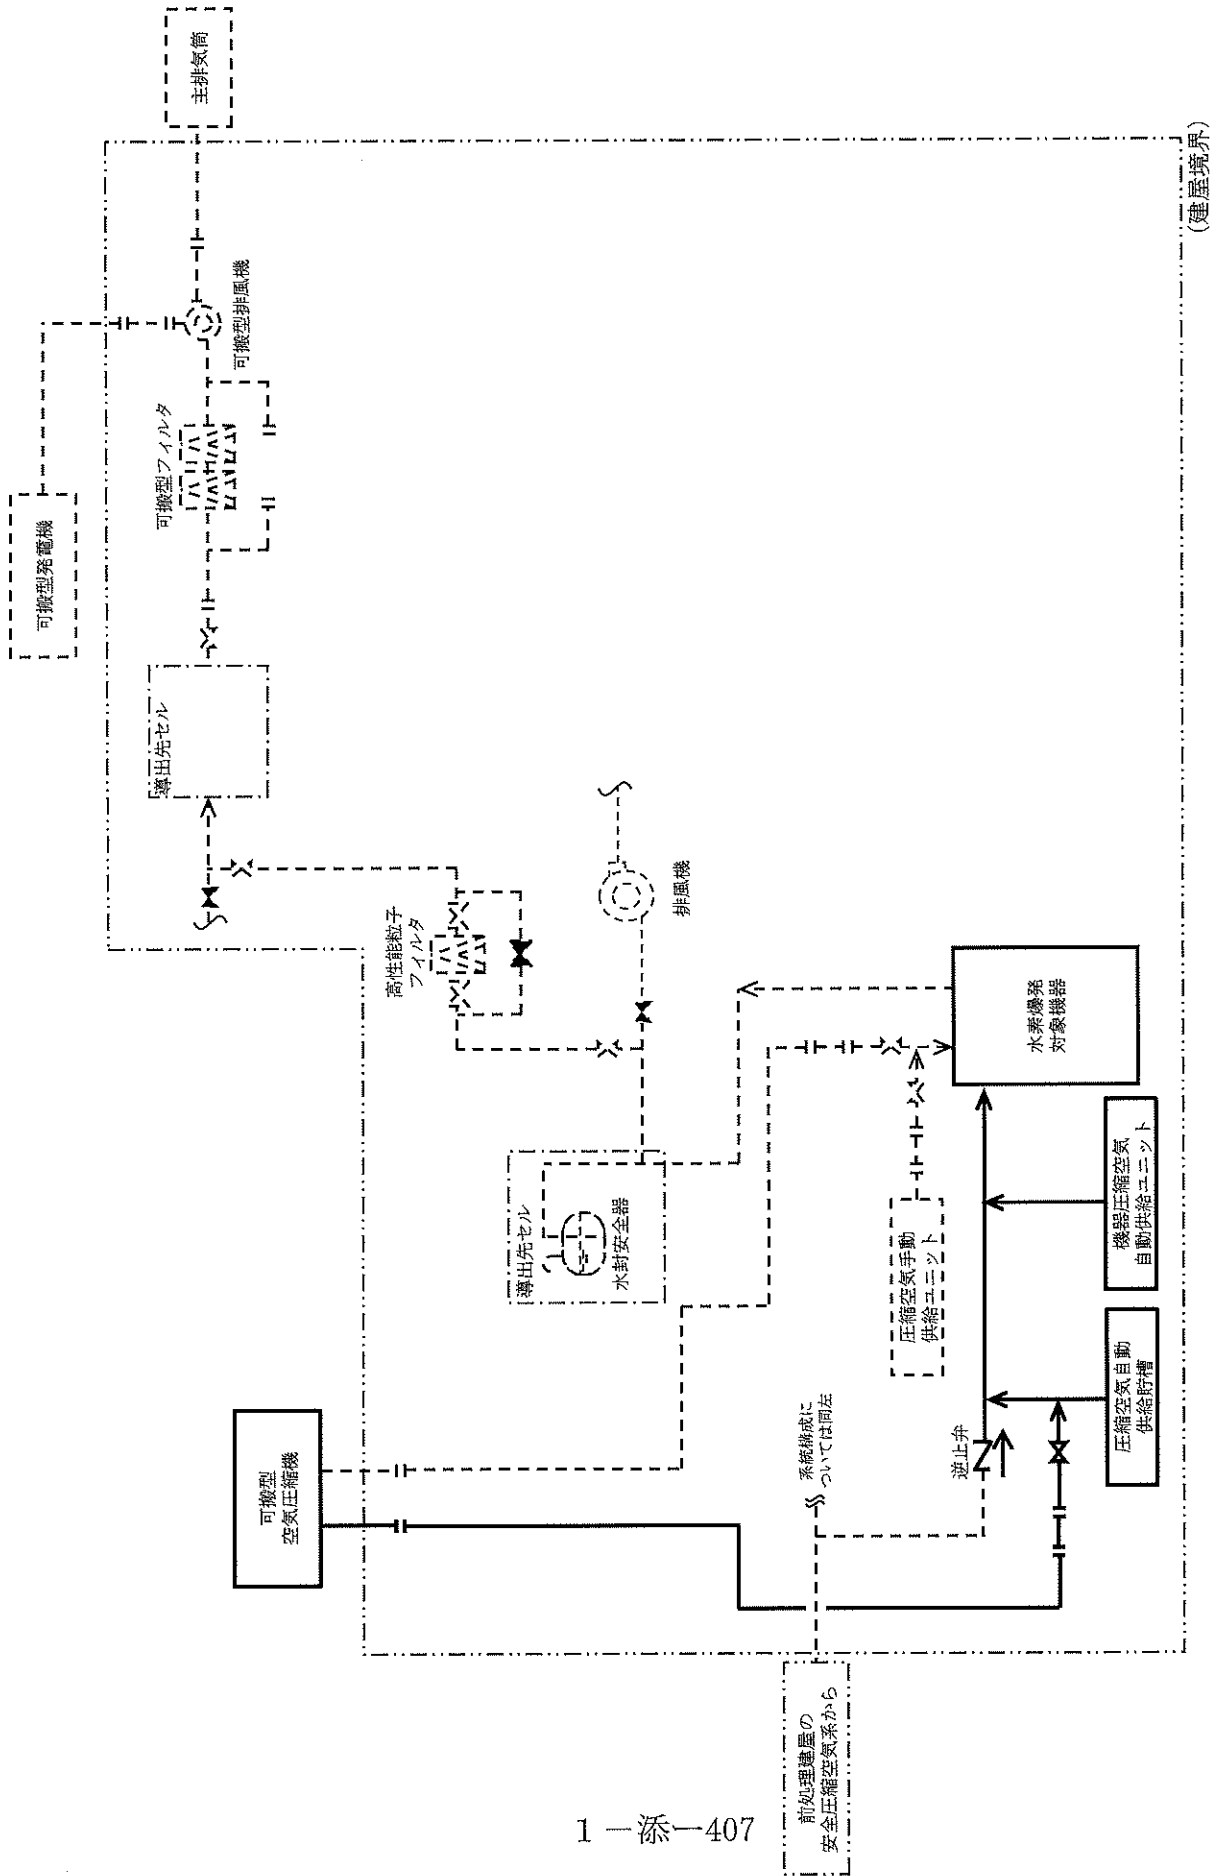 主排気筒
可搬型発電機
可搬型排風機
可搬型フィルタ
導出先セル
(建屋境界)
高性能粒子
フィルタ
排風機
導出先セル
水封安全器
水素爆発
対象機器
可搬型
空気圧縮機
圧縮空気手動
供給ユニット
機器圧縮空気
自動供給ユニット
圧縮空気自動
供給貯槽
系統構成に
ついては同左
逆止弁
前処理建屋の
安全圧縮空気系から
1－添－407